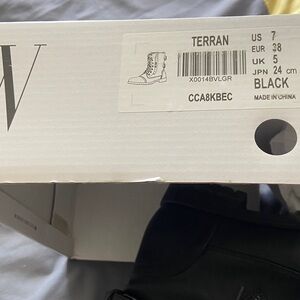 W
TERRAN
US 7
EUR 38
UK 5
JPN 24 cm
X0014BVLGR
BLACK
CCA8KBEC
MADE IN CHINA